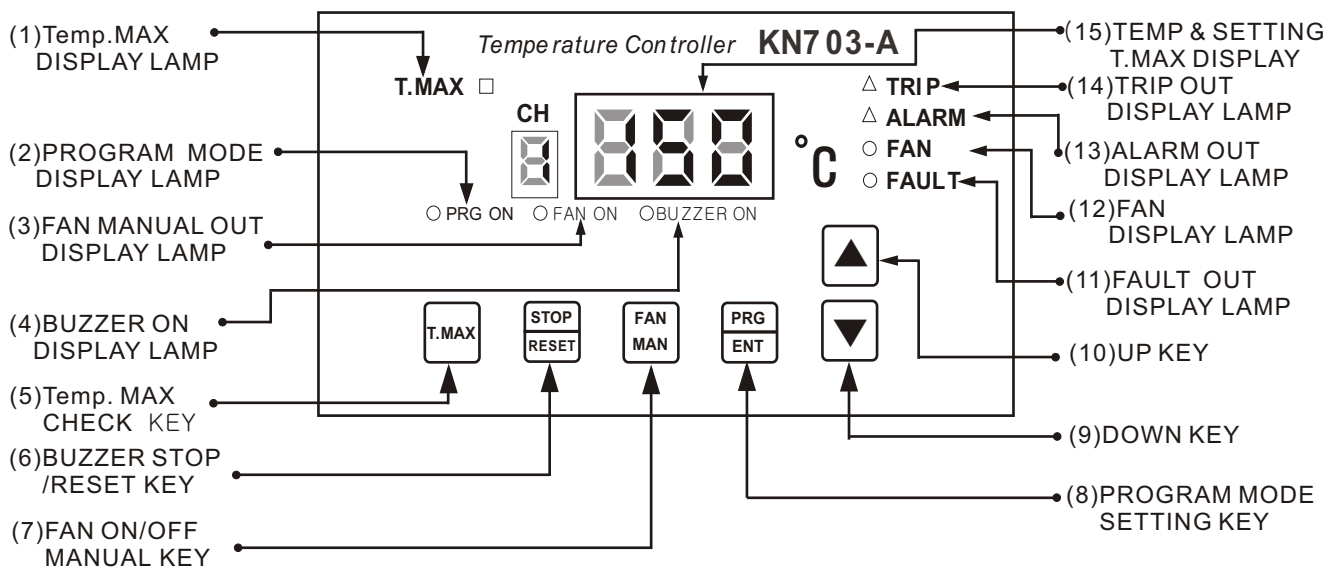 (1)Temp.MAX
DISPLAY LAMP
(2)PROGRAM MODE
DISPLAY LAMP
(3)FAN MANUAL OUT
DISPLAY LAMP
(4)BUZZER ON
DISPLAY LAMP
(5)Temp. MAX
CHECK KEY
(6)BUZZER STOP
/RESET KEY
(7)FAN ON/OFF
MANUAL KEY
Temperature Controller KN703-A
T.MAX
CH
1
150
°C
TRIP
ALARM
FAN
FAULT
PRG ON FAN ON BUZZER ON
T.MAX
STOP
RESET
FAN
MAN
PRG
ENT
(15)TEMP & SETTING
T.MAX DISPLAY
(14)TRIP OUT
DISPLAY LAMP
(13)ALARM OUT
DISPLAY LAMP
(12)FAN
DISPLAY LAMP
(11)FAULT OUT
DISPLAY LAMP
(10)UP KEY
(9)DOWN KEY
(8)PROGRAM MODE
SETTING KEY